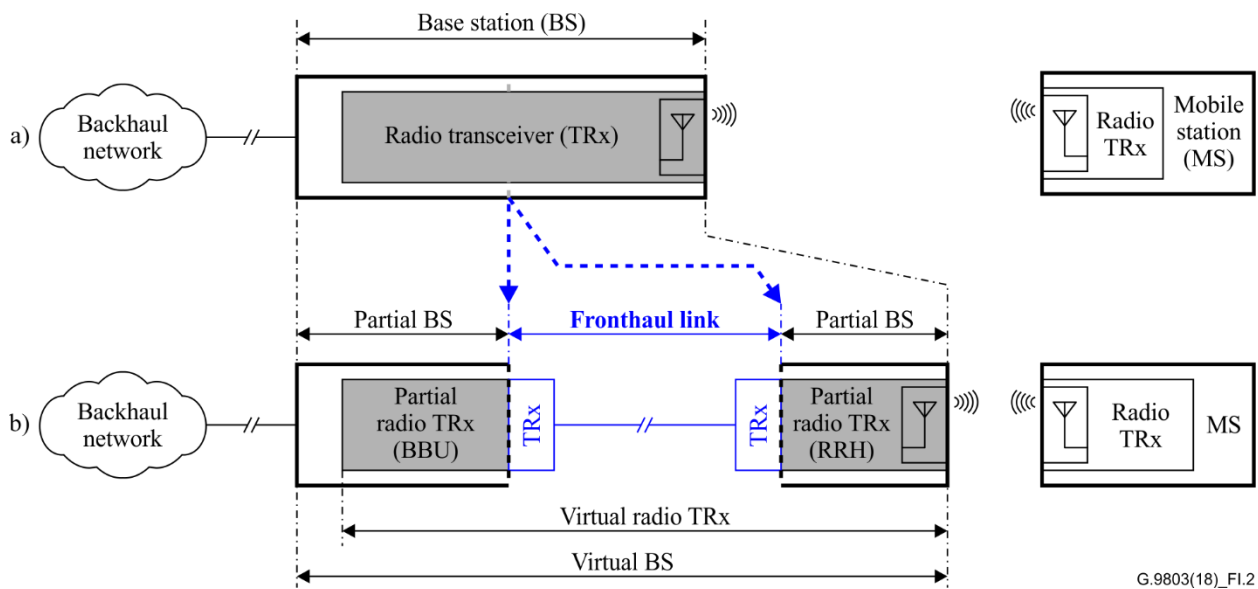 Base station (BS)
a)
Backhaul
network
Radio transceiver (TRx)
Radio
TRx
Mobile
station
(MS)
Partial BS
Fronthaul link
Partial BS
b)
Backhaul
network
Partial
radio TRx
(BBU)
TRx
TRx
Partial
radio TRx
(RRH)
Radio
TRx
MS
Virtual radio TRx
Virtual BS
G.9803(18)_FI.2